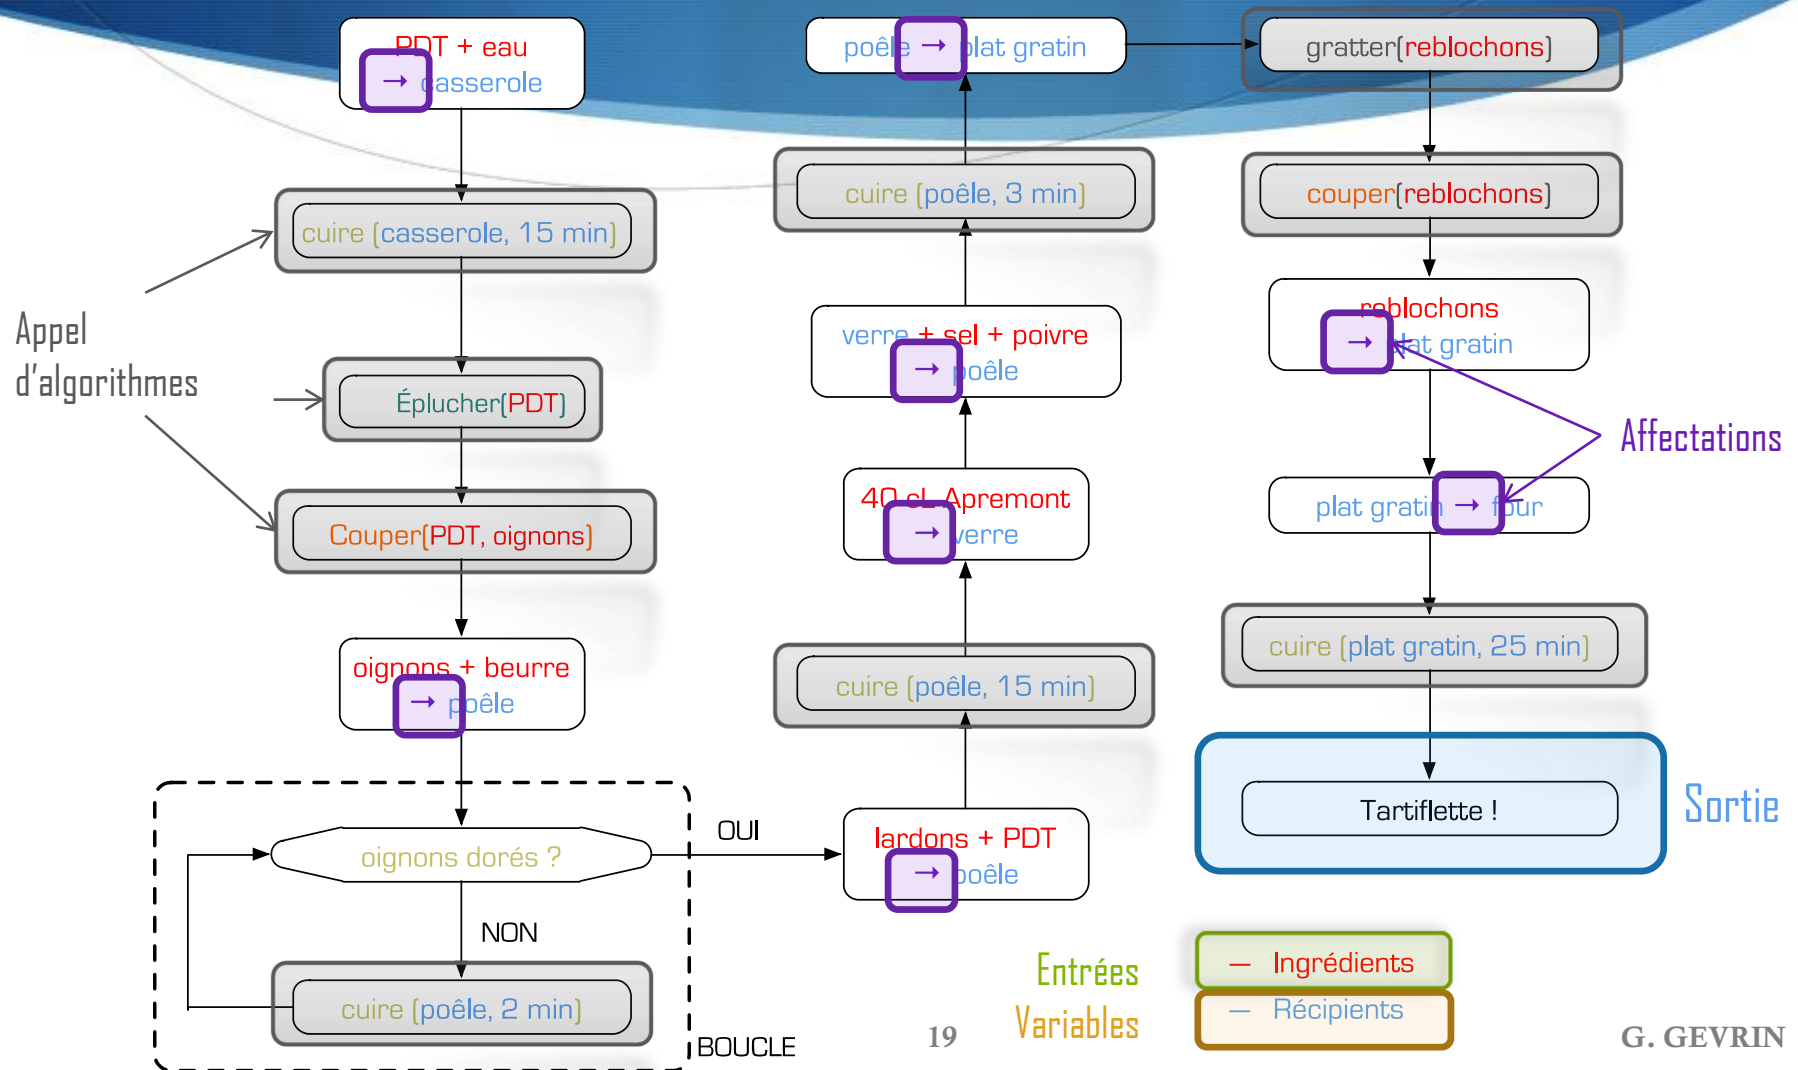 PDT + eau
→ casserole
cuire (casserole, 15 min)
Appel
d'algorithmes
Éplucher(PDT)
Couper(PDT, oignons)
oignons + beurre
→ poêle
oignons dorés ?
OUI
NON
cuire (poêle, 2 min)
BOUCLE
lardons + PDT
→ poêle
cuire (poêle, 15 min)
40 cL Apremont
→ verre
verre + sel + poivre
→ poêle
cuire (poêle, 3 min)
poêle → plat gratin
gratter(reblochons)
couper(reblochons)
reblochons
→ plat gratin
Affectations
plat gratin → four
cuire (plat gratin, 25 min)
Tartiflette !
Sortie
Entrées
– Ingrédients
Variables
– Récipients
19
G. GEVRIN